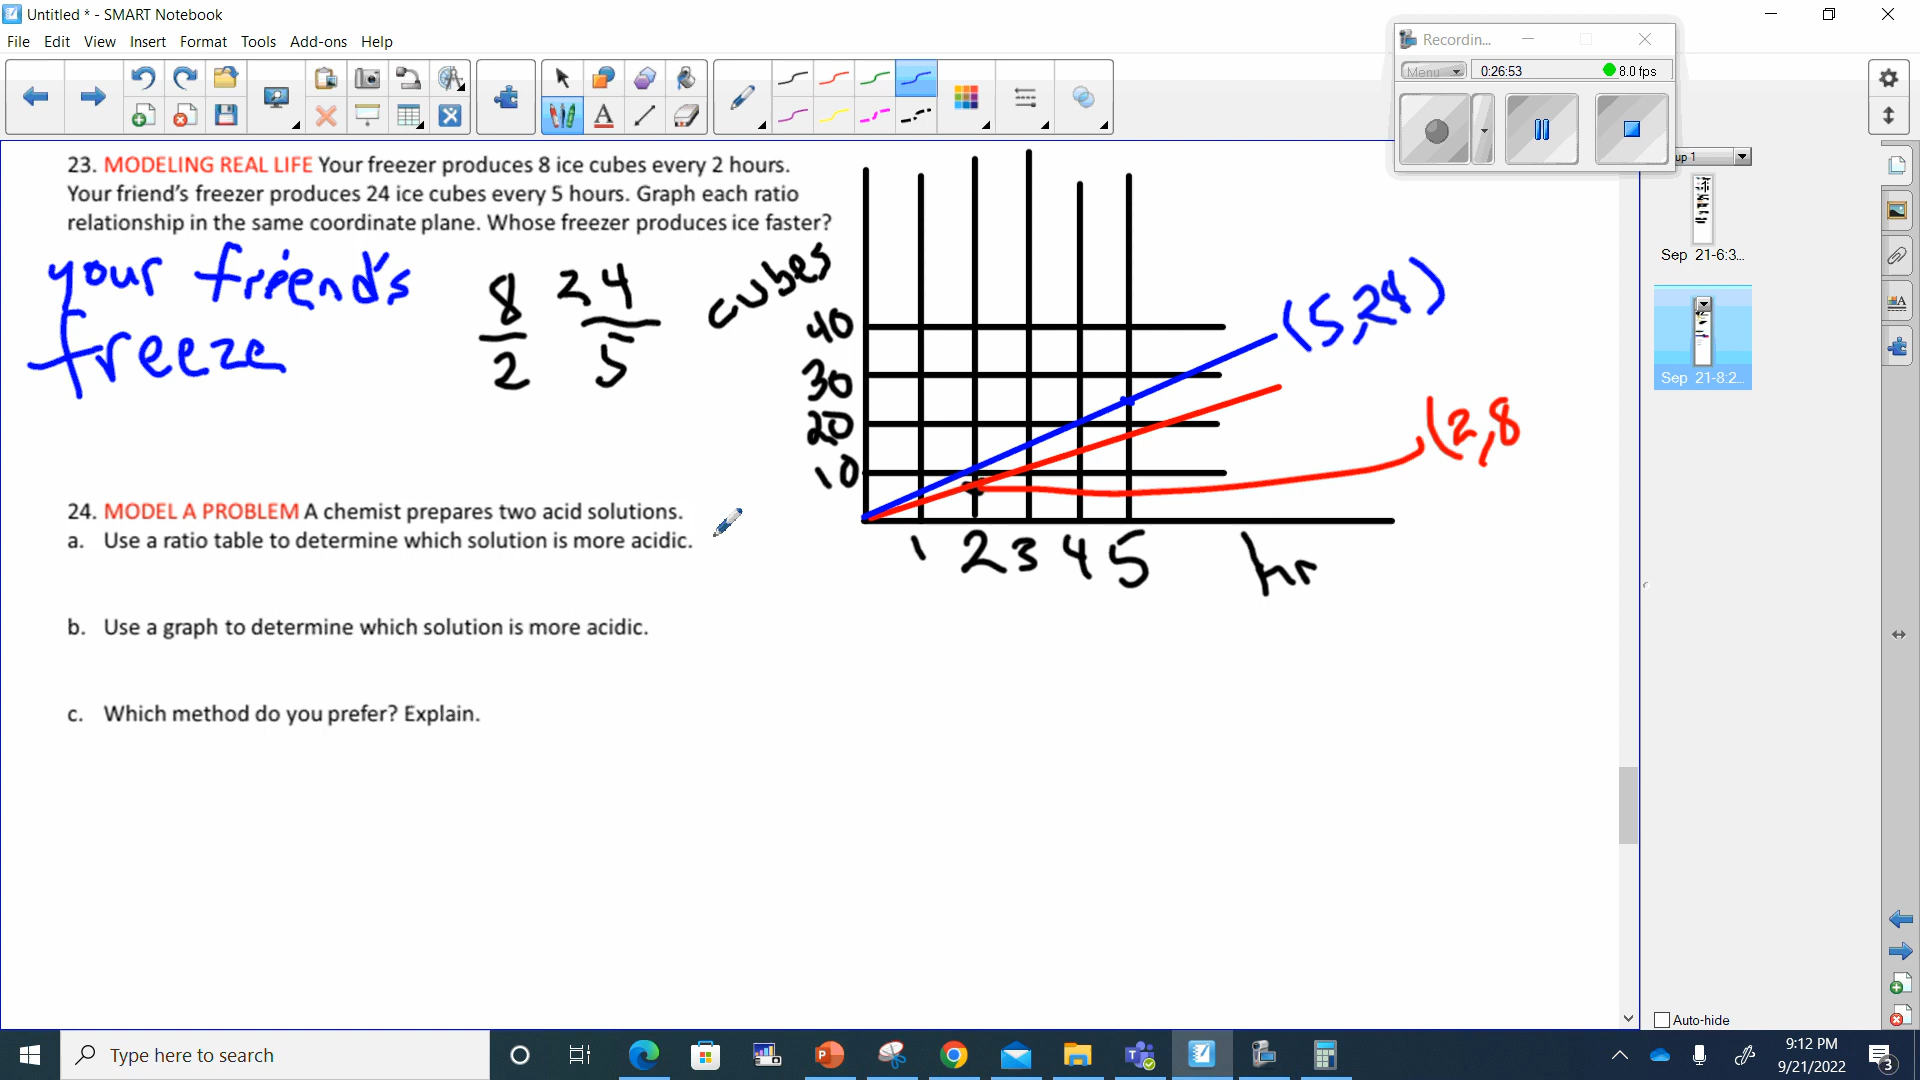 Untitled * - SMART Notebook
File Edit View Insert Format Tools Add-ons Help
Recordin...
Menu 0:26:53 8.0 fps
up 1
23. MODELING REAL LIFE Your freezer produces 8 ice cubes every 2 hours.
Your friend's freezer produces 24 ice cubes every 5 hours. Graph each ratio
relationship in the same coordinate plane. Whose freezer produces ice faster?
your friend's
freeze
8 24
2 5
cubes
40
30
20
10
1 2 3 4 5 hr
(5,24)
(2,8
24. MODEL A PROBLEM A chemist prepares two acid solutions.
a. Use a ratio table to determine which solution is more acidic.
b. Use a graph to determine which solution is more acidic.
c. Which method do you prefer? Explain.
Sep 21-6:3...
Sep 21-8:2...
Auto-hide
Type here to search
9:12 PM
9/21/2022
3